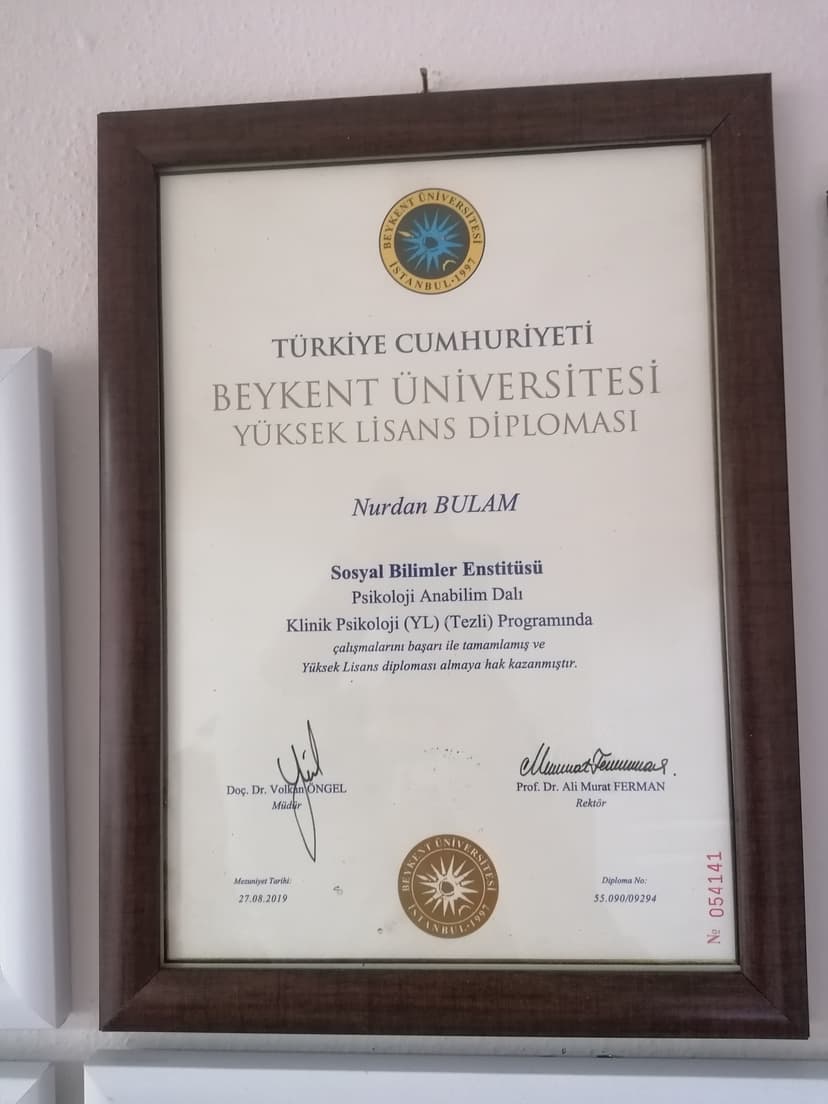 BEYKENT ÜNİVERSİTESİ
İSTANBUL·1997
TÜRKİYE CUMHURİYETİ
BEYKENT ÜNİVERSİTESİ
YÜKSEK LİSANS DİPLOMASI
Nurdan BULAM
Sosyal Bilimler Enstitüsü
Psikoloji Anabilim Dalı
Klinik Psikoloji (YL) (Tezli) Programında
çalışmalarını başarı ile tamamlamış ve
Yüksek Lisans diploması almaya hak kazanmıştır.
Doç. Dr. Volkan ÖNGEL
Müdür
Prof. Dr. Ali Murat FERMAN
Rektör
BEYKENT ÜNİVERSİTESİ
İSTANBUL·1997
Mezuniyet Tarihi:
27.08.2019
Diploma No:
55.090/09294
№ 054141